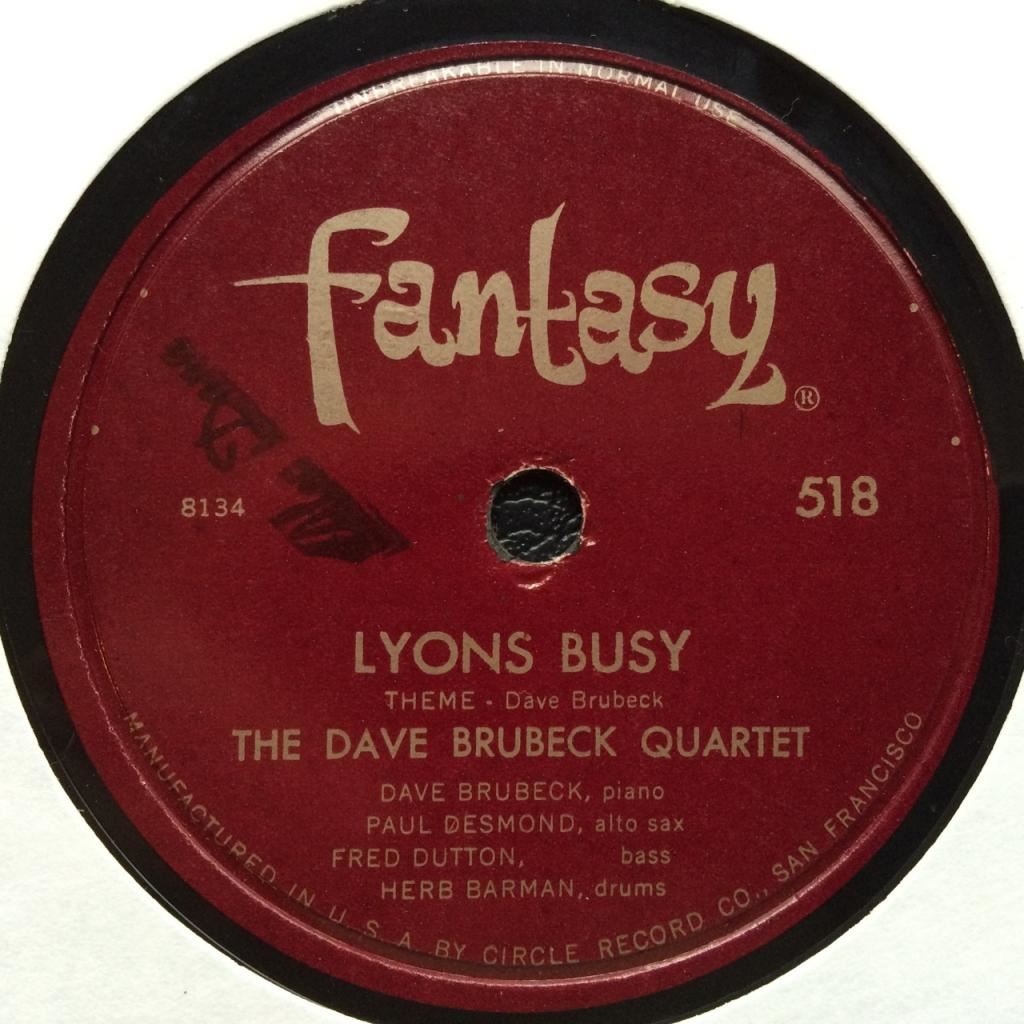 UNBREAKABLE IN NORMAL USE
fantasy ®
8134
518
LYONS BUSY
THEME - Dave Brubeck
THE DAVE BRUBECK QUARTET
DAVE BRUBECK, piano
PAUL DESMOND, alto sax
FRED DUTTON, bass
HERB BARMAN, drums
MANUFACTURED IN U. S. A. BY CIRCLE RECORD CO., SAN FRANCISCO